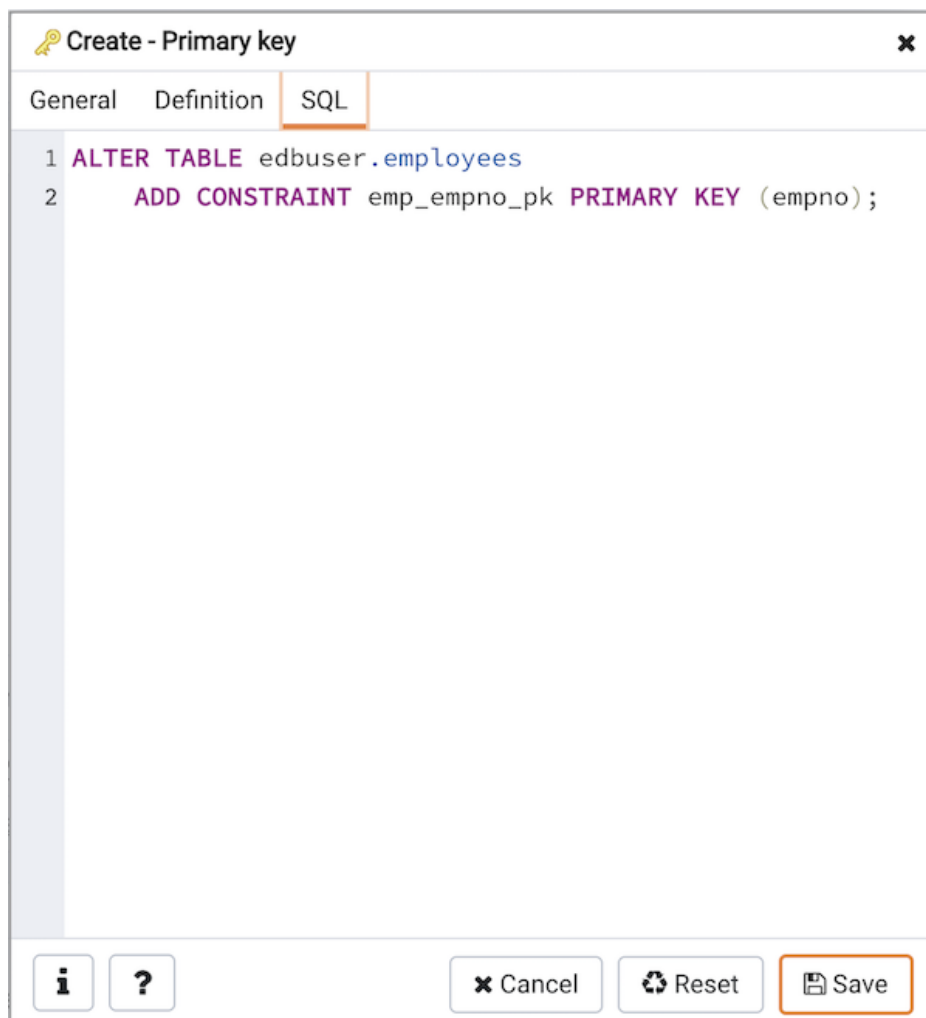 Create - Primary key
General Definition SQL
1 ALTER TABLE edbuser.employees
2 ADD CONSTRAINT emp_empno_pk PRIMARY KEY (empno);
i ? Cancel Reset Save